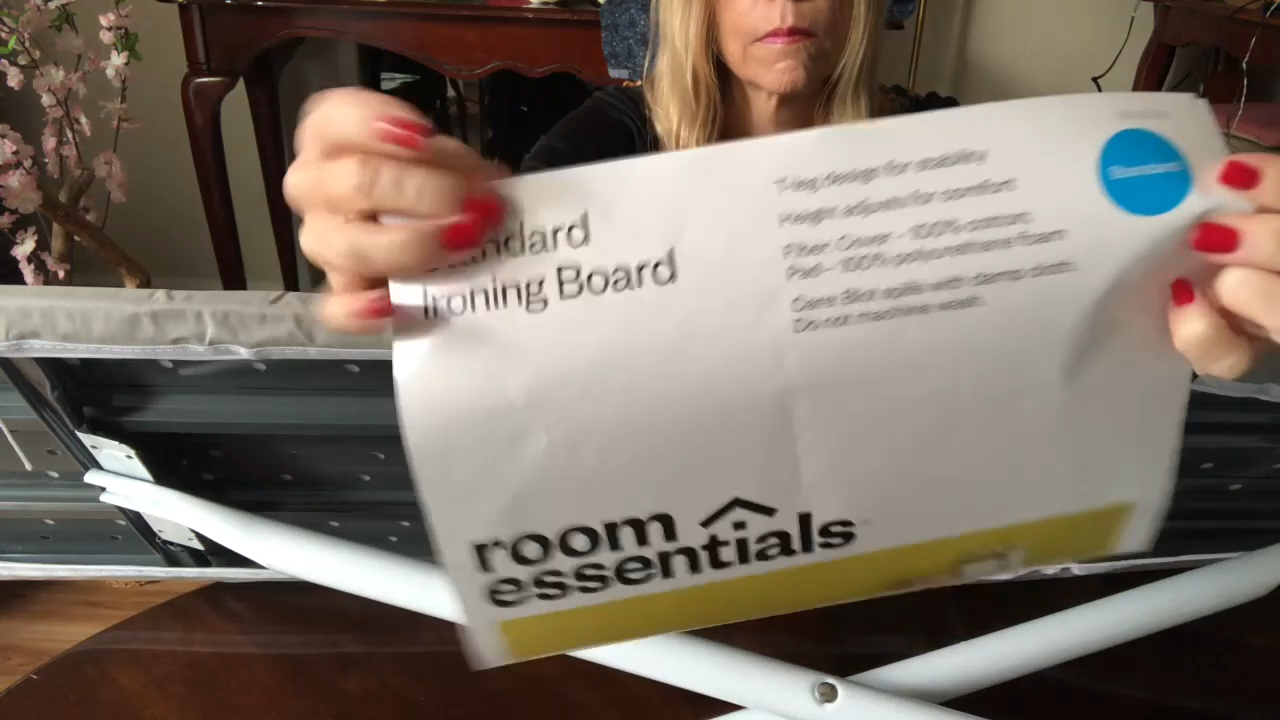 Standard
Ironing Board
T-leg design for stability
Height adjusts for comfort
Fiber: Cover - 100% cotton
Pad - 100% polyurethane foam
Care: Blot spills with damp cloth.
Do not machine wash.
Standard
room
essentials